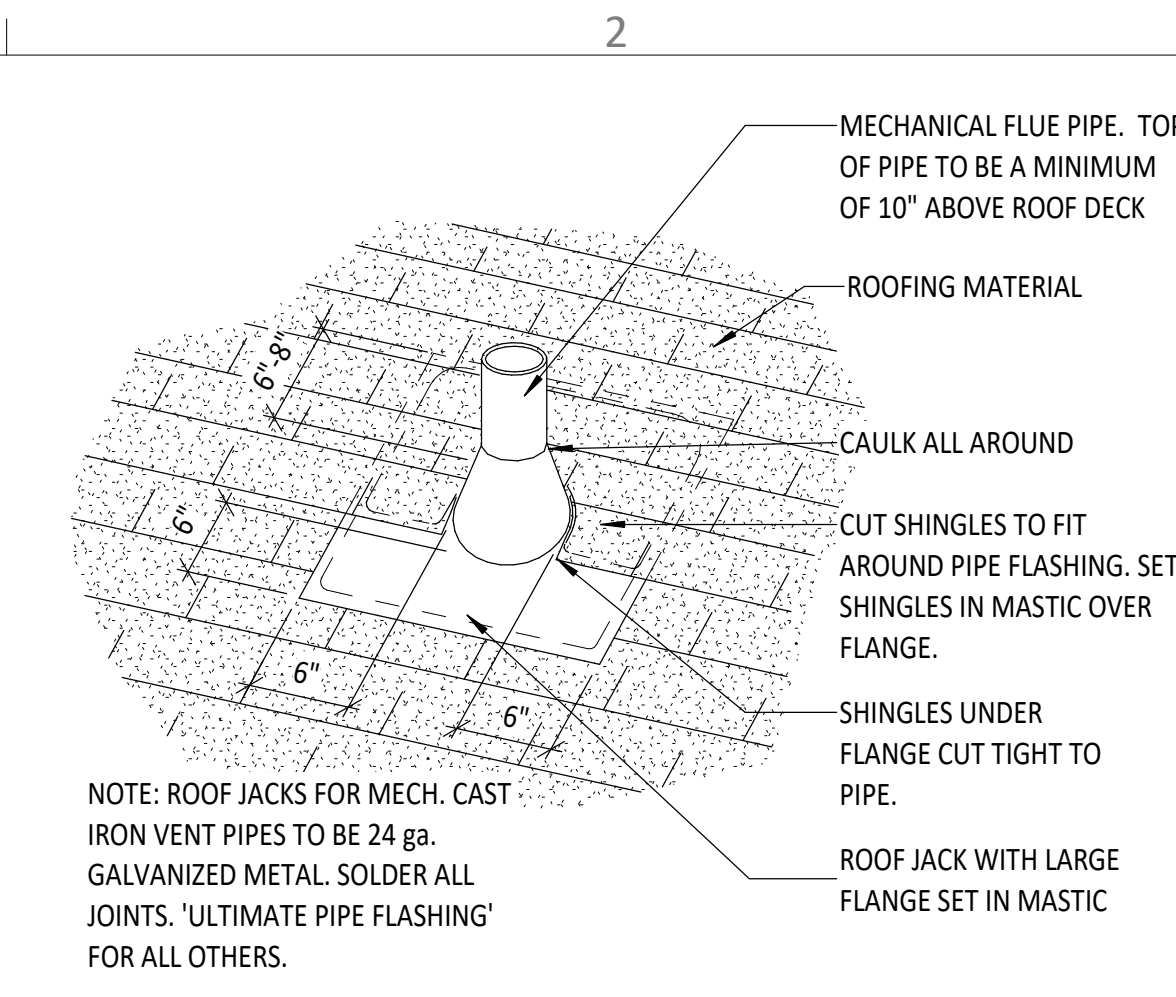 2
MECHANICAL FLUE PIPE. TOP
OF PIPE TO BE A MINIMUM
OF 10" ABOVE ROOF DECK
ROOFING MATERIAL
6"-8"
CAULK ALL AROUND
6"
CUT SHINGLES TO FIT
AROUND PIPE FLASHING. SET
SHINGLES IN MASTIC OVER
FLANGE.
6"
6"
SHINGLES UNDER
FLANGE CUT TIGHT TO
PIPE.
ROOF JACK WITH LARGE
FLANGE SET IN MASTIC
NOTE: ROOF JACKS FOR MECH. CAST
IRON VENT PIPES TO BE 24 ga.
GALVANIZED METAL. SOLDER ALL
JOINTS. 'ULTIMATE PIPE FLASHING'
FOR ALL OTHERS.